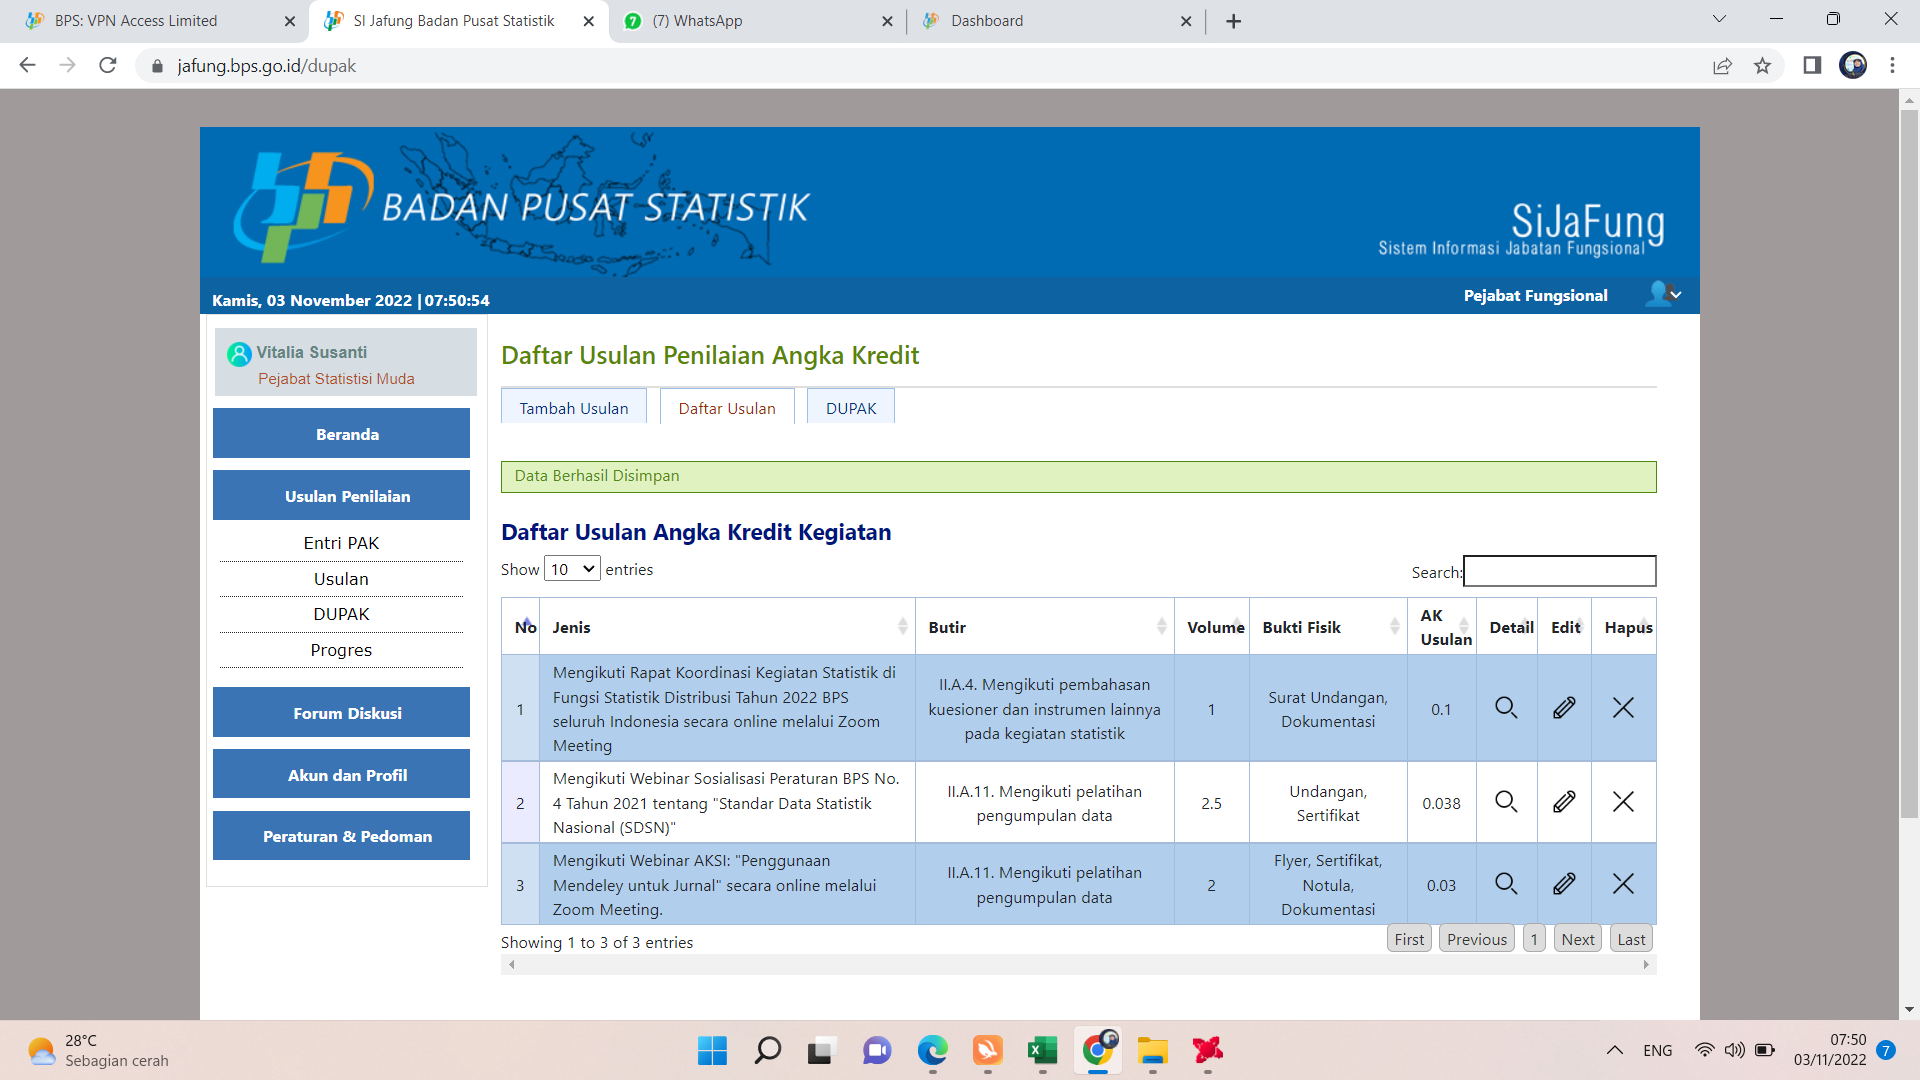 BPS: VPN Access Limited
SI Jafung Badan Pusat Statistik
(7) WhatsApp
Dashboard
jafung.bps.go.id/dupak
BADAN PUSAT STATISTIK
SiJaFung
Sistem Informasi Jabatan Fungsional
Kamis, 03 November 2022 | 07:50:54
Pejabat Fungsional
Vitalia Susanti
Pejabat Statistisi Muda
Beranda
Usulan Penilaian
Entri PAK
Usulan
DUPAK
Progres
Forum Diskusi
Akun dan Profil
Peraturan & Pedoman
Daftar Usulan Penilaian Angka Kredit
Tambah Usulan
Daftar Usulan
DUPAK
Data Berhasil Disimpan
Daftar Usulan Angka Kredit Kegiatan
Show 10 entries
Search:
No
Jenis
Butir
Volume
Bukti Fisik
AK
Usulan
Detail
Edit
Hapus
1
Mengikuti Rapat Koordinasi Kegiatan Statistik di
Fungsi Statistik Distribusi Tahun 2022 BPS
seluruh Indonesia secara online melalui Zoom
Meeting
II.A.4. Mengikuti pembahasan
kuesioner dan instrumen lainnya
pada kegiatan statistik
1
Surat Undangan,
Dokumentasi
0.1
2
Mengikuti Webinar Sosialisasi Peraturan BPS No.
4 Tahun 2021 tentang "Standar Data Statistik
Nasional (SDSN)"
II.A.11. Mengikuti pelatihan
pengumpulan data
2.5
Undangan,
Sertifikat
0.038
3
Mengikuti Webinar AKSI: "Penggunaan
Mendeley untuk Jurnal" secara online melalui
Zoom Meeting.
II.A.11. Mengikuti pelatihan
pengumpulan data
2
Flyer, Sertifikat,
Notula,
Dokumentasi
0.03
Showing 1 to 3 of 3 entries
First
Previous
1
Next
Last
28°C
Sebagian cerah
ENG
07:50
03/11/2022
7